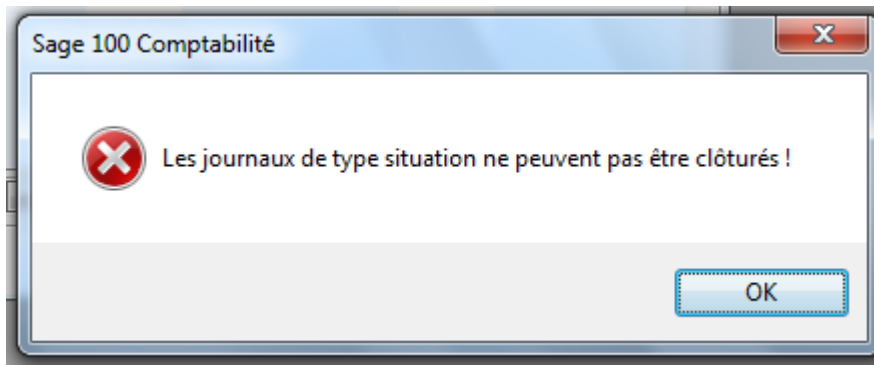 Sage 100 Comptabilité
Les journaux de type situation ne peuvent pas être clôturés !
OK